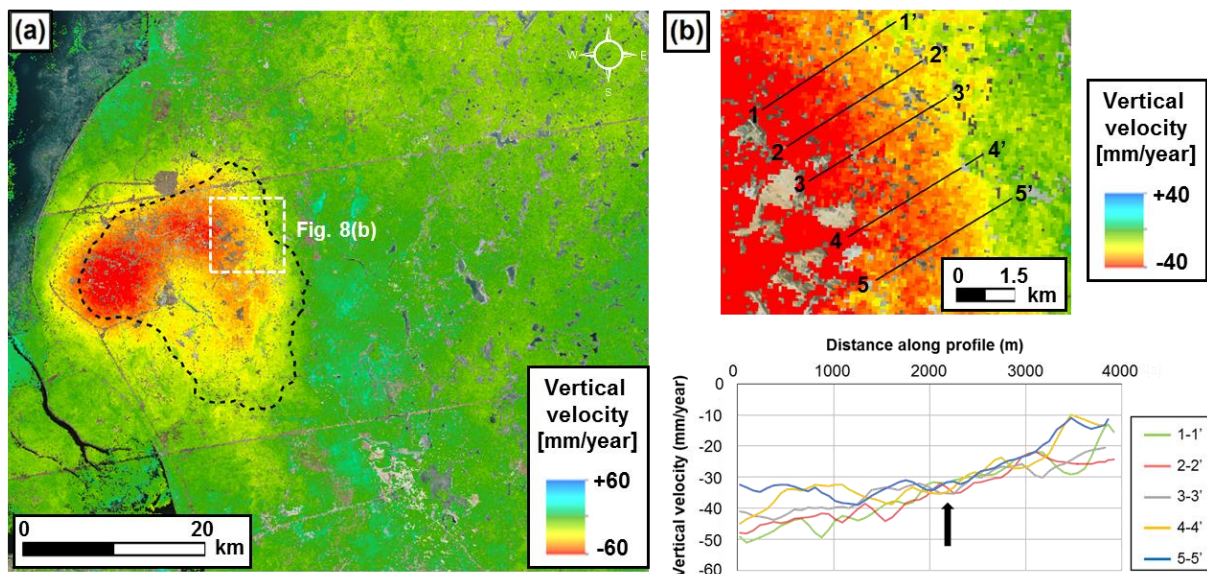 (a)
N
W E
S
Fig. 8(b)
Vertical
velocity
[mm/year]
+60
-60
0 20
km
(b)
1'
2'
3'
4'
5'
1
2
3
4
5
0 1.5
km
Vertical
velocity
[mm/year]
+40
-40
Distance along profile (m)
0 1000 2000 3000 4000
Vertical velocity (mm/year)
0
-10
-20
-30
-40
-50
-60
1-1'
2-2'
3-3'
4-4'
5-5'